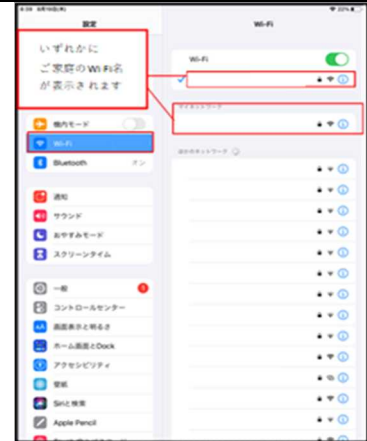 設定
Wi-Fi
いずれかに
ご家庭のWi-Fi名
が表示されます
Wi-Fi
マイネットワーク
機内モード
Wi-Fi
Bluetooth
オン
ほかのネットワーク
通知
サウンド
おやすみモード
スクリーンタイム
一般
コントロールセンター
AA 画面表示と明るさ
ホーム画面とDock
アクセシビリティ
壁紙
Siriと検索
Apple Pencil